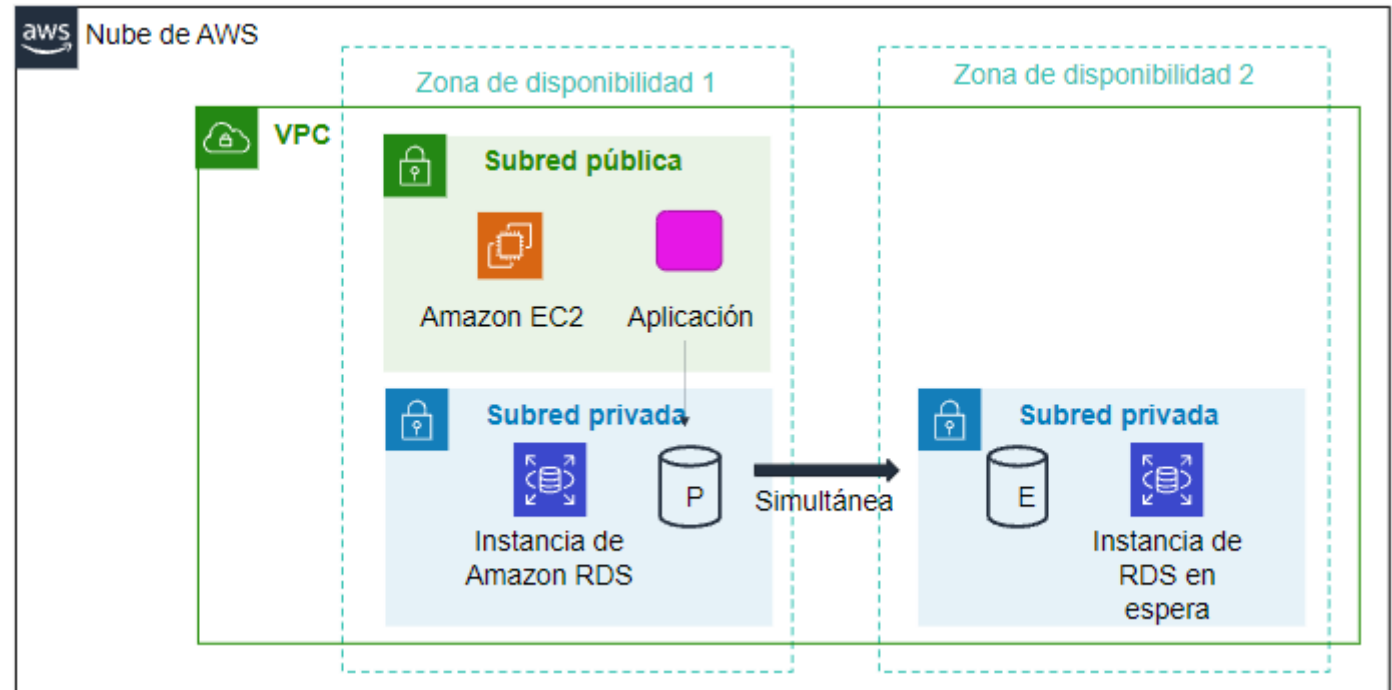 aws
Nube de AWS
Zona de disponibilidad 1
Zona de disponibilidad 2
VPC
Subred pública
Amazon EC2
Aplicación
Subred privada
P
Instancia de
Amazon RDS
Simultánea
Subred privada
E
Instancia de
RDS en
espera